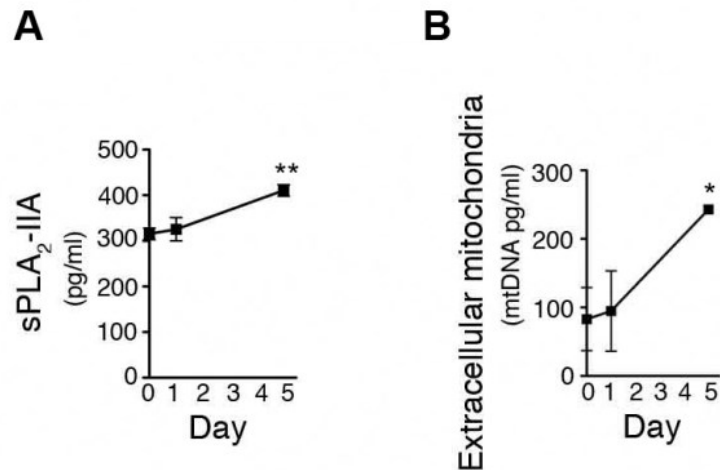 A
sPLA₂-IIA
(pg/ml)
500
400
300
200
100
0
**
0 1 2 3 4 5
Day
B
Extracellular mitochondria
(mtDNA pg/ml)
300
200
100
0
*
0 1 2 3 4 5
Day